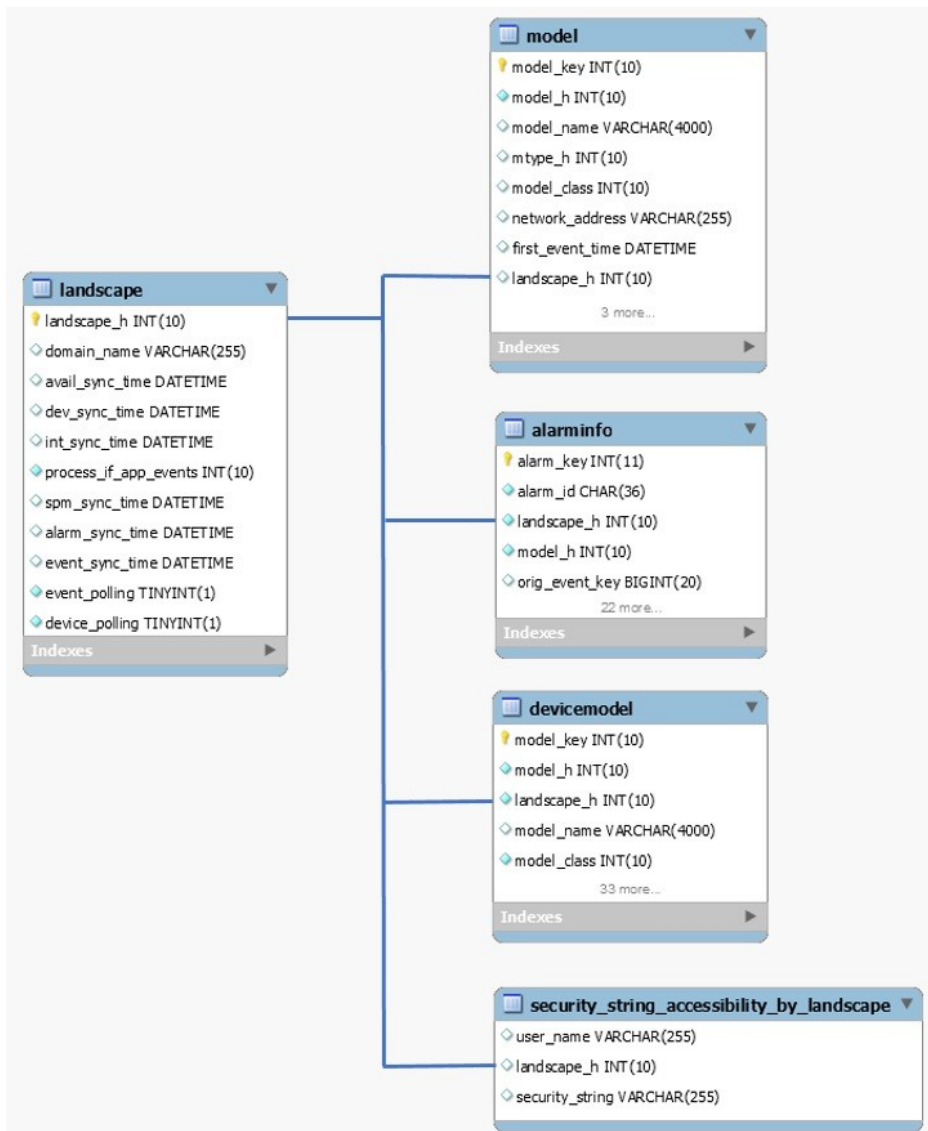 model
model_key INT(10)
model_h INT(10)
model_name VARCHAR(4000)
mtype_h INT(10)
model_class INT(10)
network_address VARCHAR(255)
first_event_time DATETIME
landscape_h INT(10)
3 more...
Indexes
landscape
landscape_h INT(10)
domain_name VARCHAR(255)
avail_sync_time DATETIME
dev_sync_time DATETIME
int_sync_time DATETIME
process_if_app_events INT(10)
spm_sync_time DATETIME
alarm_sync_time DATETIME
event_sync_time DATETIME
event_polling TINYINT(1)
device_polling TINYINT(1)
Indexes
alarminfo
alarm_key INT(11)
alarm_id CHAR(36)
landscape_h INT(10)
model_h INT(10)
orig_event_key BIGINT(20)
22 more...
Indexes
devicemodel
model_key INT(10)
model_h INT(10)
landscape_h INT(10)
model_name VARCHAR(4000)
model_class INT(10)
33 more...
Indexes
security_string_accessibility_by_landscape
user_name VARCHAR(255)
landscape_h INT(10)
security_string VARCHAR(255)